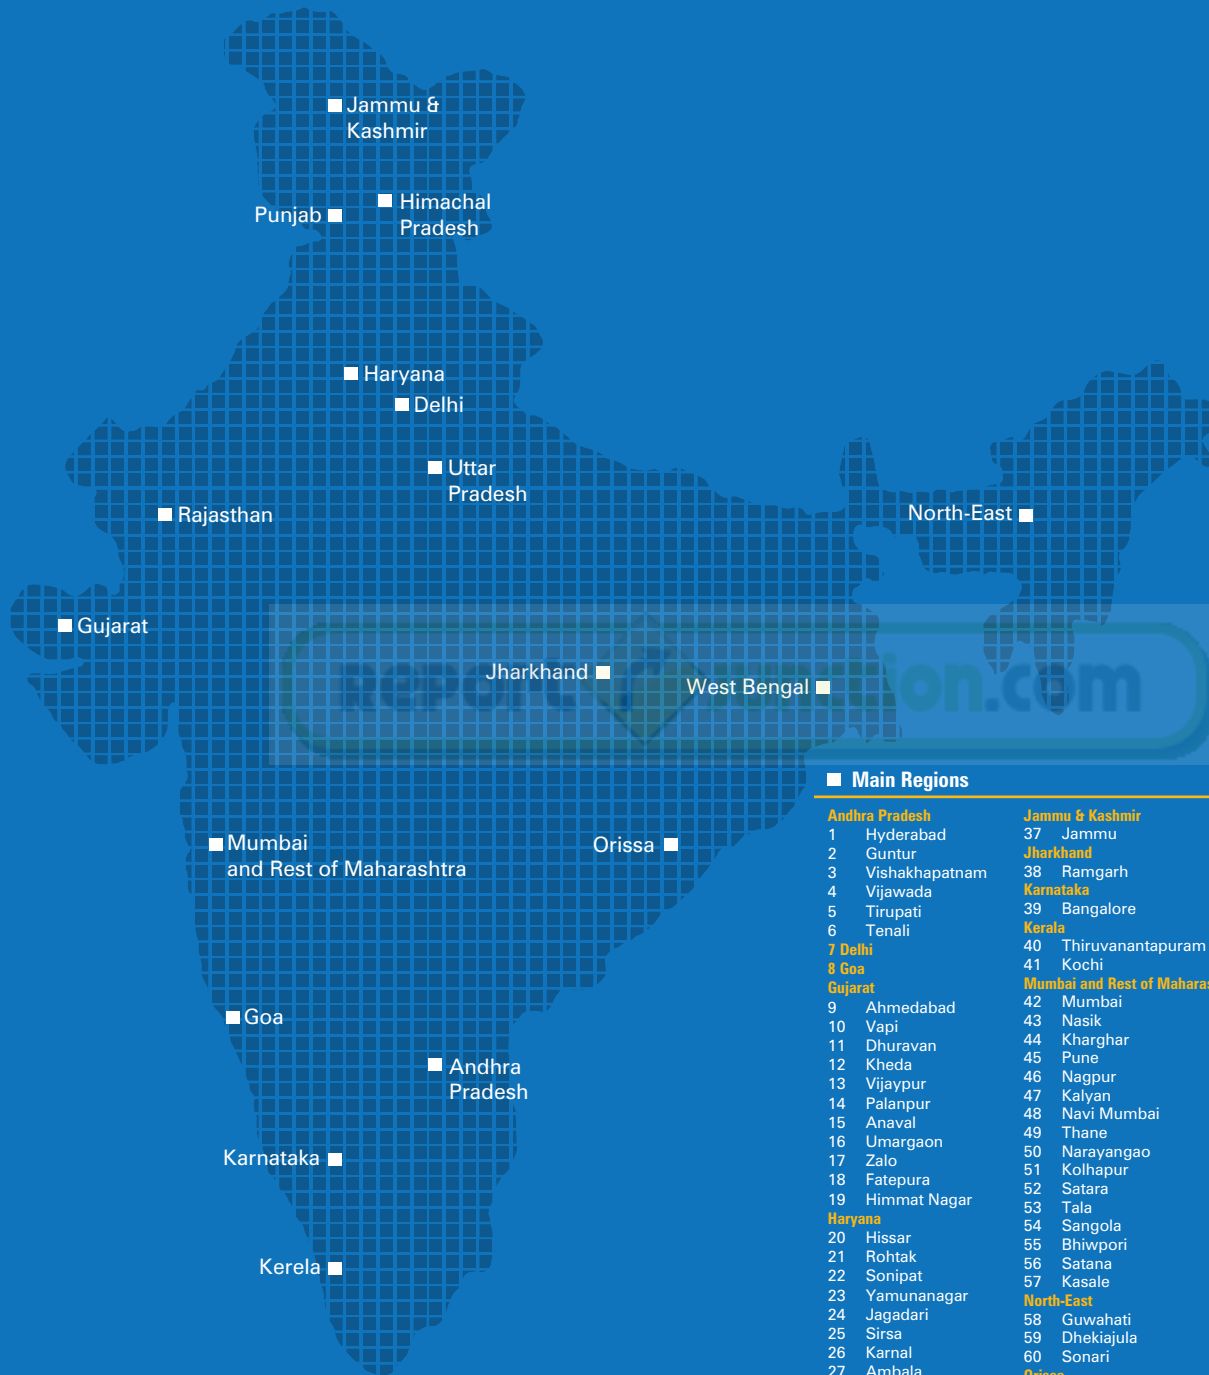 Jammu &
Kashmir
Himachal
Pradesh
Punjab
Haryana
Delhi
Uttar
Pradesh
Rajasthan
North-East
Gujarat
Jharkhand
West Bengal
Mumbai
and Rest of Maharashtra
Orissa
Goa
Andhra
Pradesh
Karnataka
Kerela
Main Regions
Andhra Pradesh
1 Hyderabad
2 Guntur
3 Vishakhapatnam
4 Vijawada
5 Tirupati
6 Tenali
7 Delhi
8 Goa
Gujarat
9 Ahmedabad
10 Vapi
11 Dhuravan
12 Kheda
13 Vijaypur
14 Palanpur
15 Anaval
16 Umargaon
17 Zalo
18 Fatepura
19 Himmat Nagar
Haryana
20 Hissar
21 Rohtak
22 Sonipat
23 Yamunanagar
24 Jagadari
25 Sirsa
26 Karnal
27 Ambala
Jammu & Kashmir
37 Jammu
Jharkhand
38 Ramgarh
Karnataka
39 Bangalore
Kerala
40 Thiruvanantapuram
41 Kochi
Mumbai and Rest of Maharas
42 Mumbai
43 Nasik
44 Kharghar
45 Pune
46 Nagpur
47 Kalyan
48 Navi Mumbai
49 Thane
50 Narayangao
51 Kolhapur
52 Satara
53 Tala
54 Sangola
55 Bhiwpori
56 Satana
57 Kasale
North-East
58 Guwahati
59 Dhekiajula
60 Sonari
Orissa